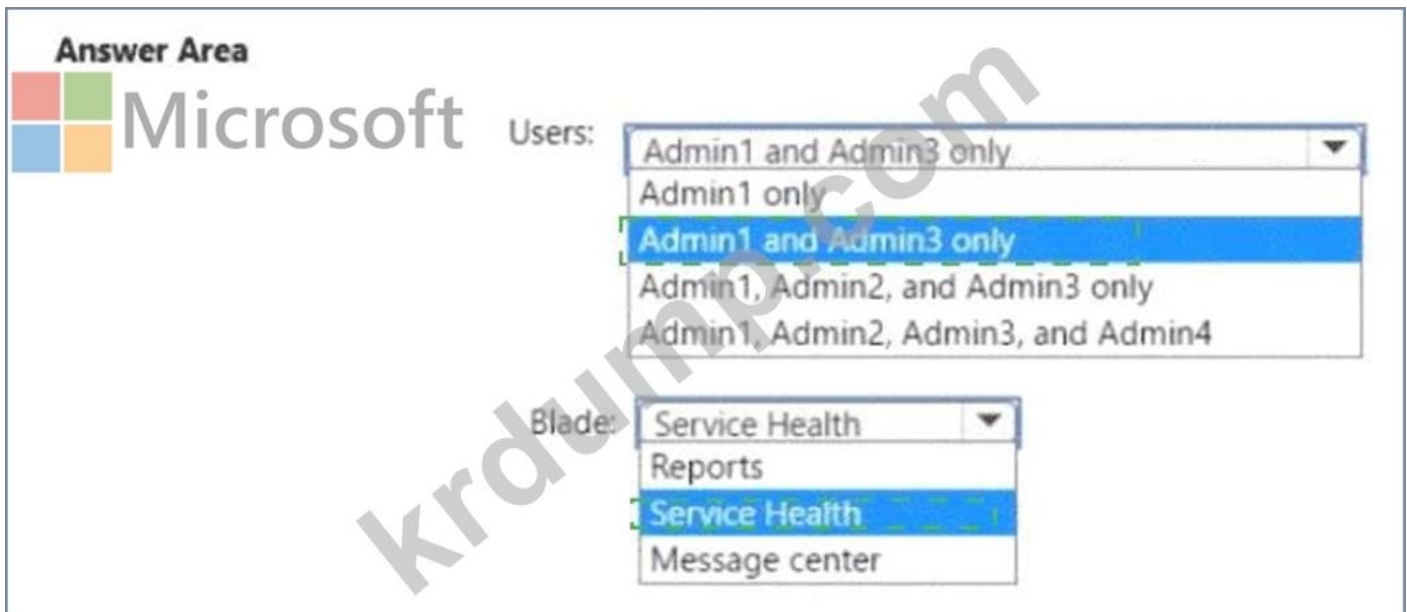 Answer Area
Microsoft
Users:
Admin1 and Admin3 only
Admin1 only
Admin1 and Admin3 only
Admin1, Admin2, and Admin3 only
Admin1, Admin2, Admin3, and Admin4
Blade:
Service Health
Reports
Service Health
Message center
krdump.com